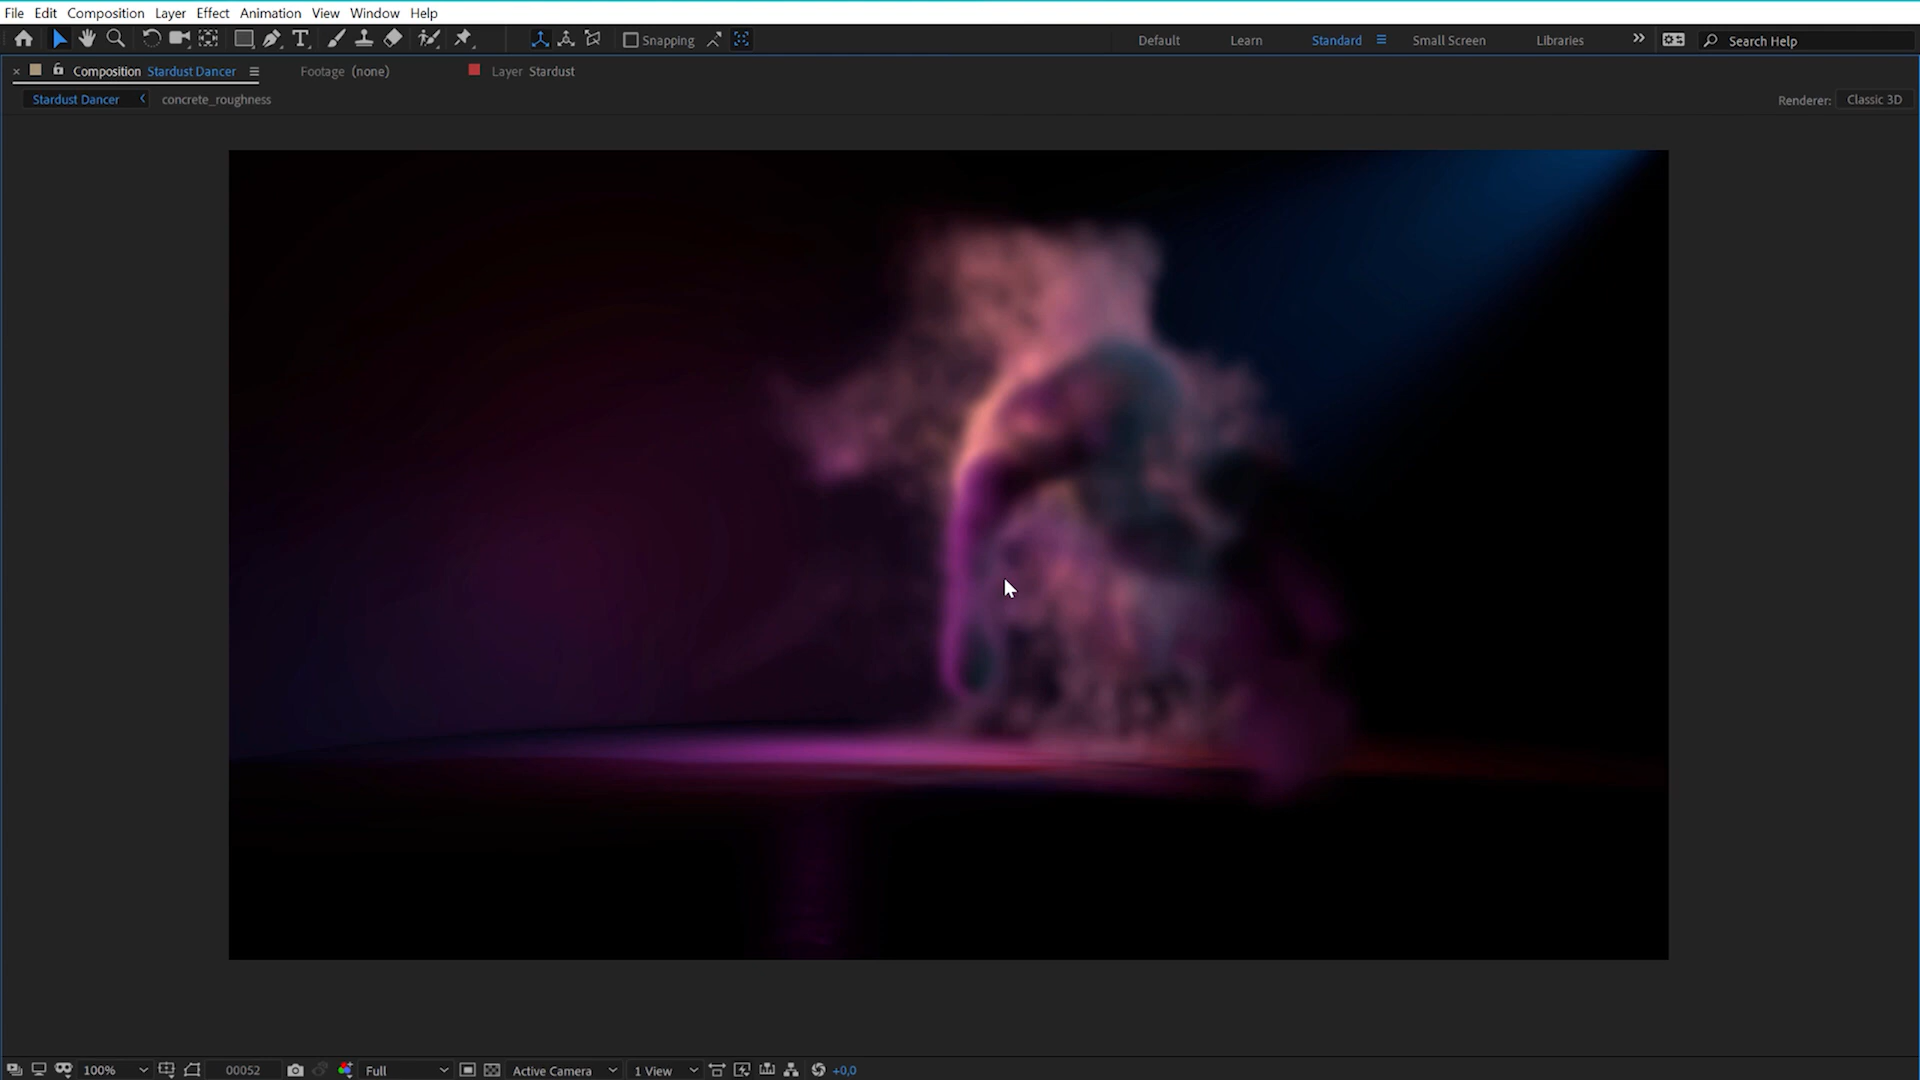 File Edit Composition Layer Effect Animation View Window Help
Snapping Default Learn Standard Small Screen Libraries Search Help
Composition Stardust Dancer Footage (none) Layer Stardust
Stardust Dancer concrete_roughness Renderer: Classic 3D
100% 00052 Full Active Camera 1 View +0,0